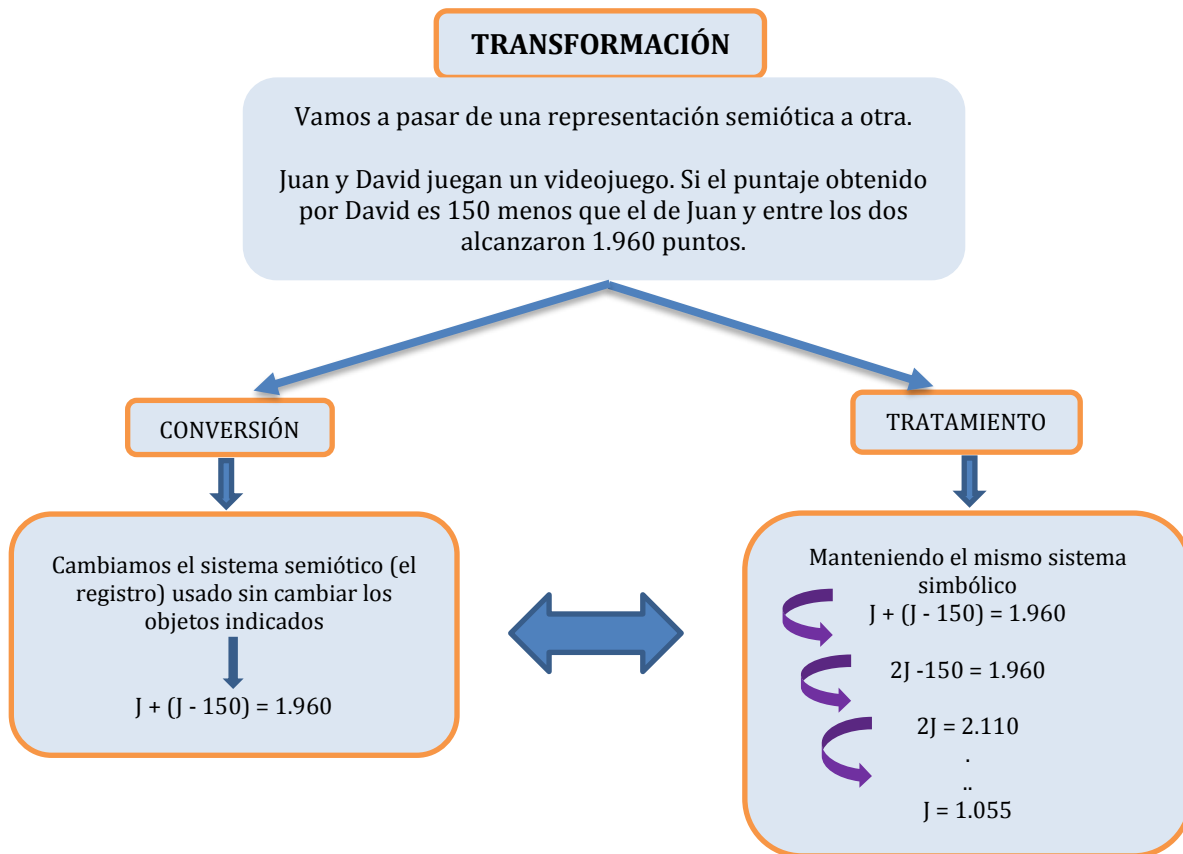 TRANSFORMACIÓN
Vamos a pasar de una representación semiótica a otra.
Juan y David juegan un videojuego. Si el puntaje obtenido
por David es 150 menos que el de Juan y entre los dos
alcanzaron 1.960 puntos.
CONVERSIÓN
Cambiamos el sistema semiótico (el
registro) usado sin cambiar los
objetos indicados
J + (J - 150) = 1.960
TRATAMIENTO
Manteniendo el mismo sistema
simbólico
J + (J - 150) = 1.960
2J -150 = 1.960
2J = 2.110
.
..
J = 1.055